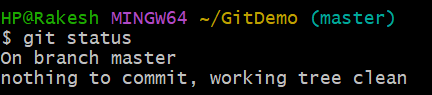 HP@Rakesh MINGW64 ~/GitDemo (master)
$ git status
On branch master
nothing to commit, working tree clean